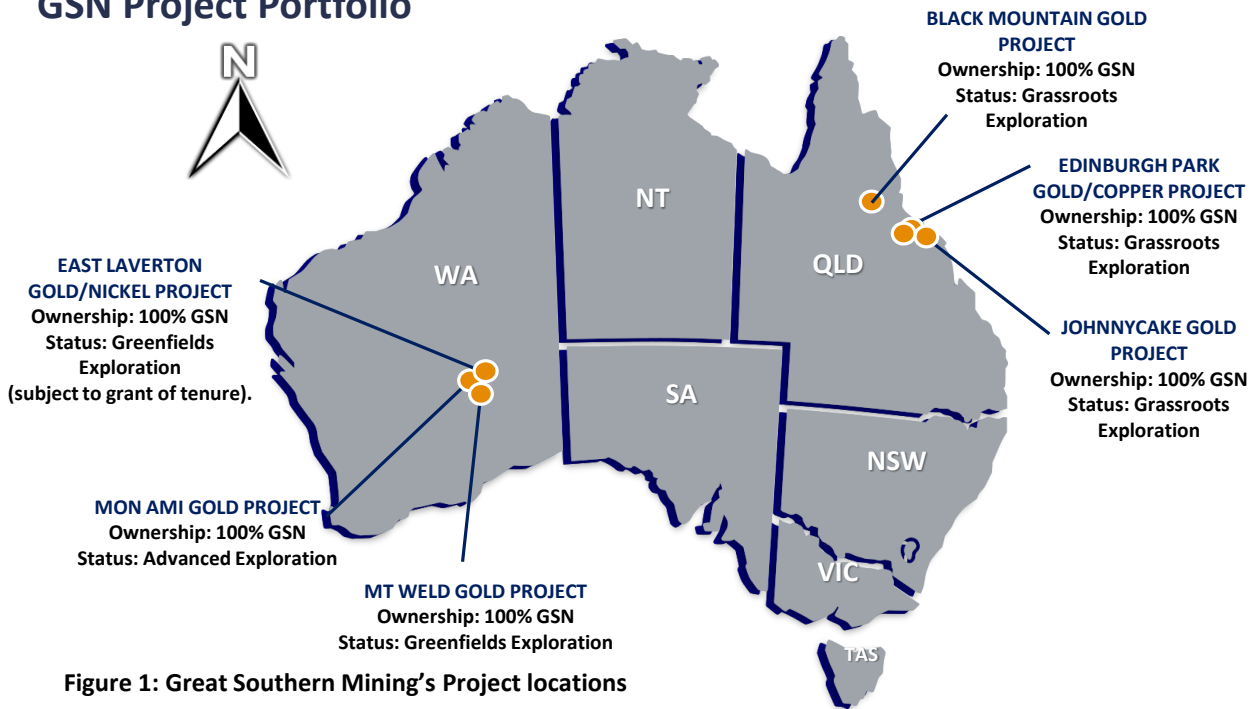 GSN Project Portfolio
N
BLACK MOUNTAIN GOLD
PROJECT
Ownership: 100% GSN
Status: Grassroots
Exploration
EDINBURGH PARK
GOLD/COPPER PROJECT
Ownership: 100% GSN
Status: Grassroots
Exploration
JOHNNYCAKE GOLD
PROJECT
Ownership: 100% GSN
Status: Grassroots
Exploration
EAST LAVERTON
GOLD/NICKEL PROJECT
Ownership: 100% GSN
Status: Greenfields
Exploration
(subject to grant of tenure).
MON AMI GOLD PROJECT
Ownership: 100% GSN
Status: Advanced Exploration
MT WELD GOLD PROJECT
Ownership: 100% GSN
Status: Greenfields Exploration
WA
NT
QLD
SA
NSW
VIC
TAS
Figure 1: Great Southern Mining's Project locations